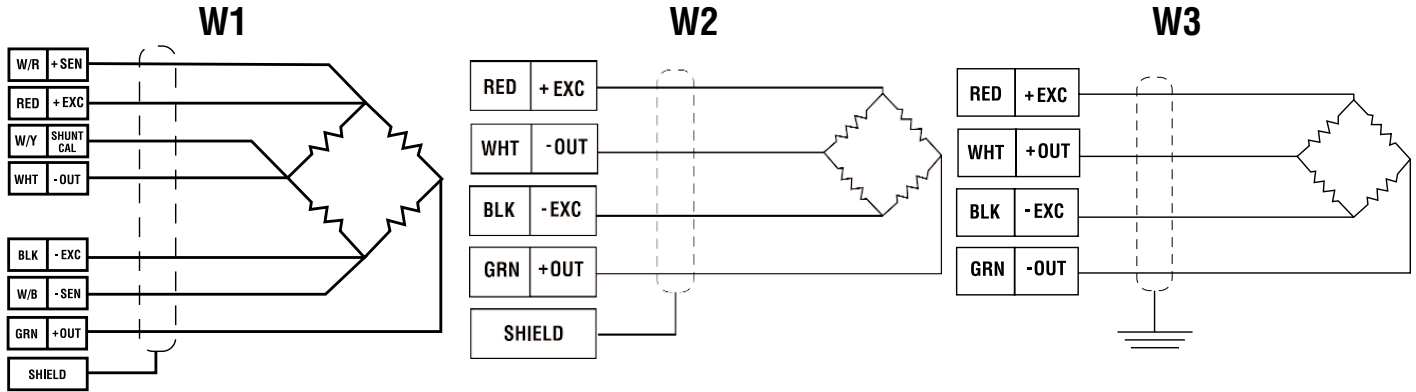 W1
W/R +SEN
RED +EXC
W/Y SHUNT CAL
WHT -OUT
BLK -EXC
W/B -SEN
GRN +OUT
SHIELD
W2
RED +EXC
WHT -OUT
BLK -EXC
GRN +OUT
SHIELD
W3
RED +EXC
WHT +OUT
BLK -EXC
GRN -OUT